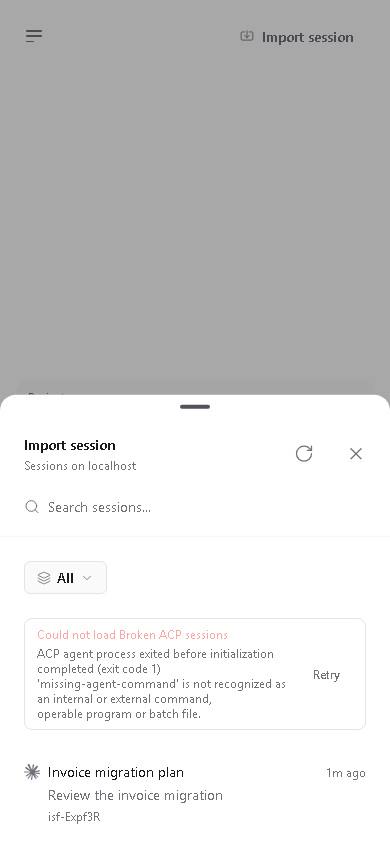 Import session
Import session
Sessions on localhost
Search sessions...
All
Could not load Broken ACP sessions
ACP agent process exited before initialization
completed (exit code 1)
'missing-agent-command' is not recognized as
an internal or external command,
operable program or batch file.
Retry
Invoice migration plan
1m ago
Review the invoice migration
isf-Expf3R